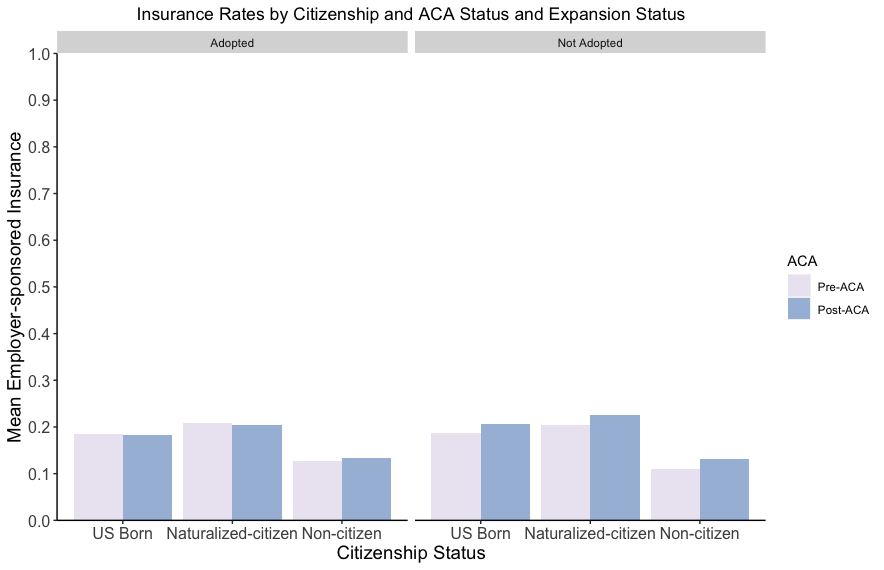 Insurance Rates by Citizenship and ACA Status and Expansion Status
Adopted
Not Adopted
Mean Employer-sponsored Insurance
1.0
0.9
0.8
0.7
0.6
0.5
0.4
0.3
0.2
0.1
0.0
US Born Naturalized-citizen Non-citizen
US Born Naturalized-citizen Non-citizen
Citizenship Status
ACA
Pre-ACA
Post-ACA